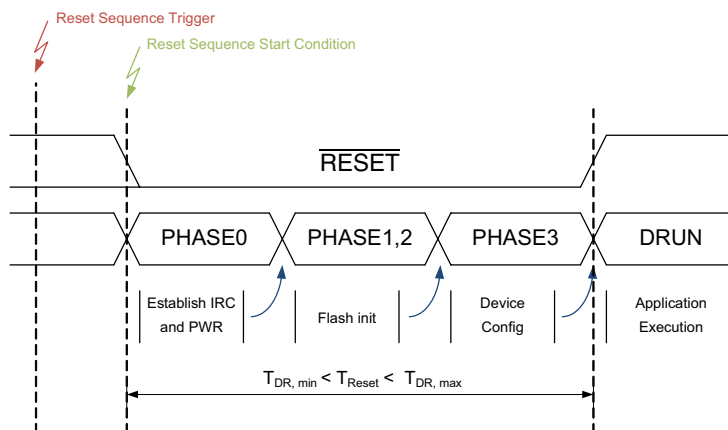 Reset Sequence Trigger
Reset Sequence Start Condition
RESET
PHASE0
PHASE1,2
PHASE3
DRUN
Establish IRC
and PWR
Flash init
Device
Config
Application
Execution
TDR, min < TReset < TDR, max